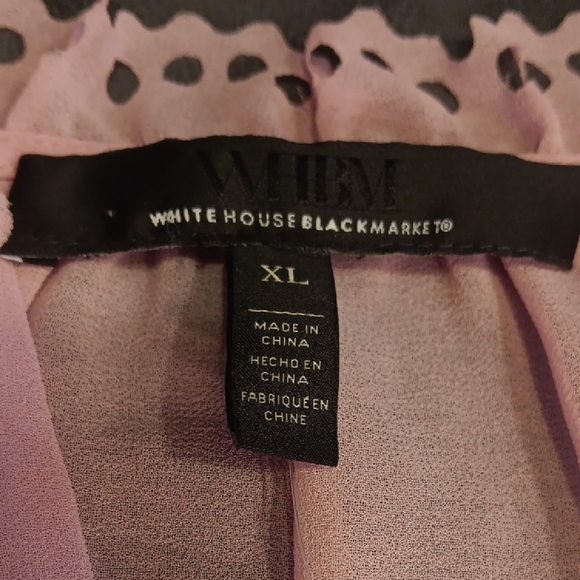 WHBM
WHITE HOUSE BLACK MARKET®
XL
MADE IN
CHINA
HECHO EN
CHINA
FABRIQUÉ EN
CHINE